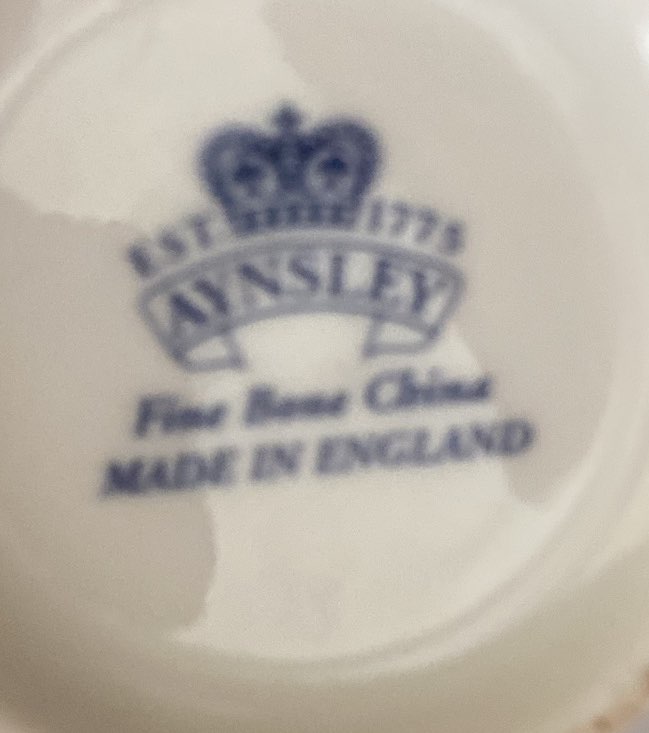 EST 1775
AYNSLEY
Fine Bone China
MADE IN ENGLAND